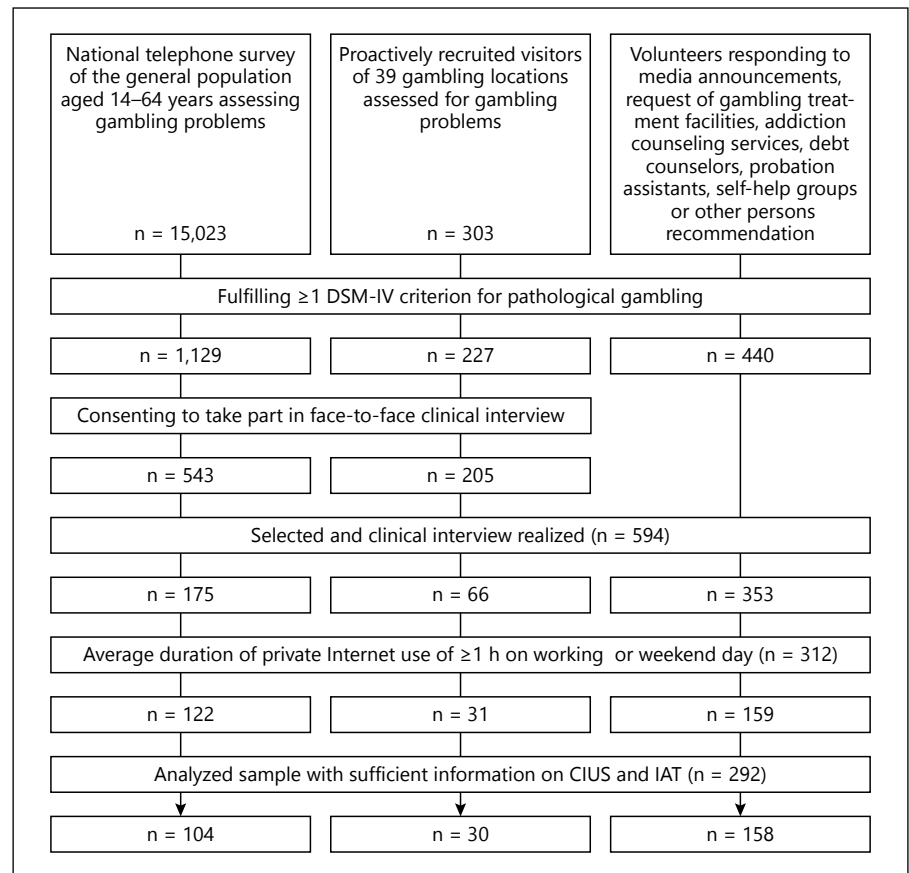 National telephone survey
of the general population
aged 14–64 years assessing
gambling problems
n = 15,023
Proactively recruited visitors
of 39 gambling locations
assessed for gambling
problems
n = 303
Volunteers responding to
media announcements,
request of gambling treat-
ment facilities, addiction
counseling services, debt
counselors, probation
assistants, self-help groups
or other persons
recommendation
Fulfilling ≥1 DSM-IV criterion for pathological gambling
n = 1,129
n = 227
n = 440
Consenting to take part in face-to-face clinical interview
n = 543
n = 205
Selected and clinical interview realized (n = 594)
n = 175
n = 66
n = 353
Average duration of private Internet use of ≥1 h on working or weekend day (n = 312)
n = 122
n = 31
n = 159
Analyzed sample with sufficient information on CIUS and IAT (n = 292)
n = 104
n = 30
n = 158